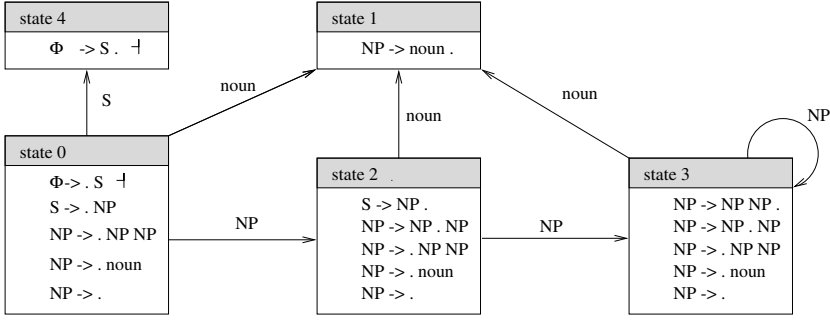 state 4
Φ -> S . ⊣
state 1
NP -> noun .
S
noun
noun
noun
NP
state 0
Φ-> . S ⊣
S -> . NP
NP -> . NP NP
NP -> . noun
NP -> .
NP
state 2
S -> NP .
NP -> NP . NP
NP -> . NP NP
NP -> . noun
NP -> .
NP
state 3
NP -> NP NP .
NP -> NP . NP
NP -> . NP NP
NP -> . noun
NP -> .